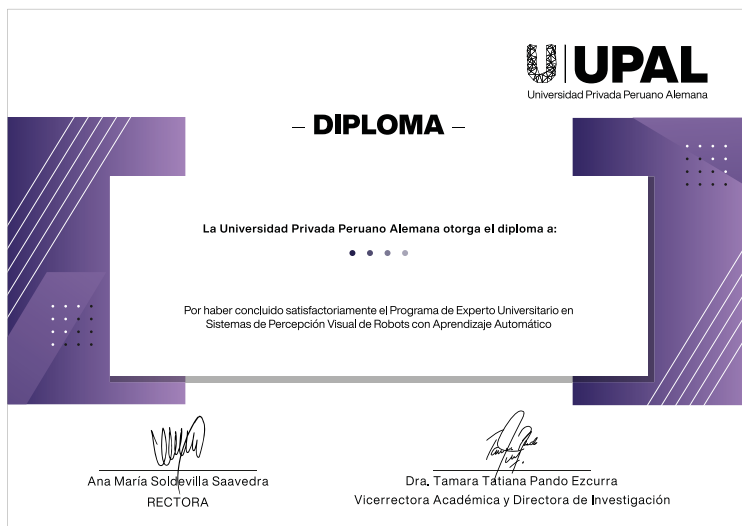 UPAL
Universidad Privada Peruano Alemana
– DIPLOMA –
La Universidad Privada Peruano Alemana otorga el diploma a:
Por haber concluido satisfactoriamente el Programa de Experto Universitario en
Sistemas de Percepción Visual de Robots con Aprendizaje Automático
Ana María Soldevilla Saavedra
RECTORA
Dra. Tamara Tatiana Pando Ezcurra
Vicerrectora Académica y Directora de Investigación